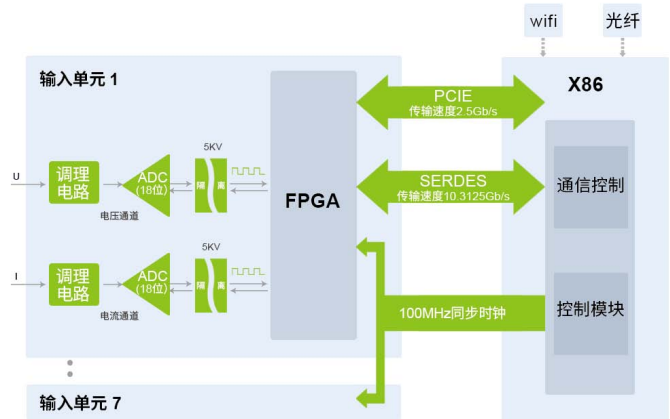 wifi
光纤
输入单元 1
X86
PCIE
传输速度2.5Gb/s
5KV
U
调理
电路
ADC
(18位)
隔 离
电压通道
FPGA
SERDES
传输速度10.3125Gb/s
通信控制
5KV
I
调理
电路
ADC
(18位)
隔 离
电流通道
100MHz同步时钟
控制模块
输入单元 7